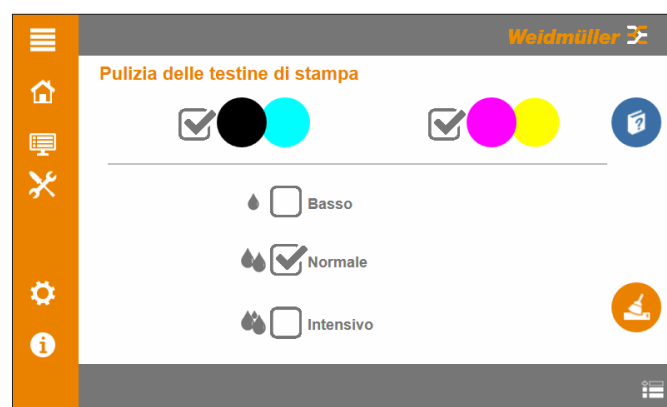 Weidmüller
Pulizia delle testine di stampa
Basso
Normale
Intensivo